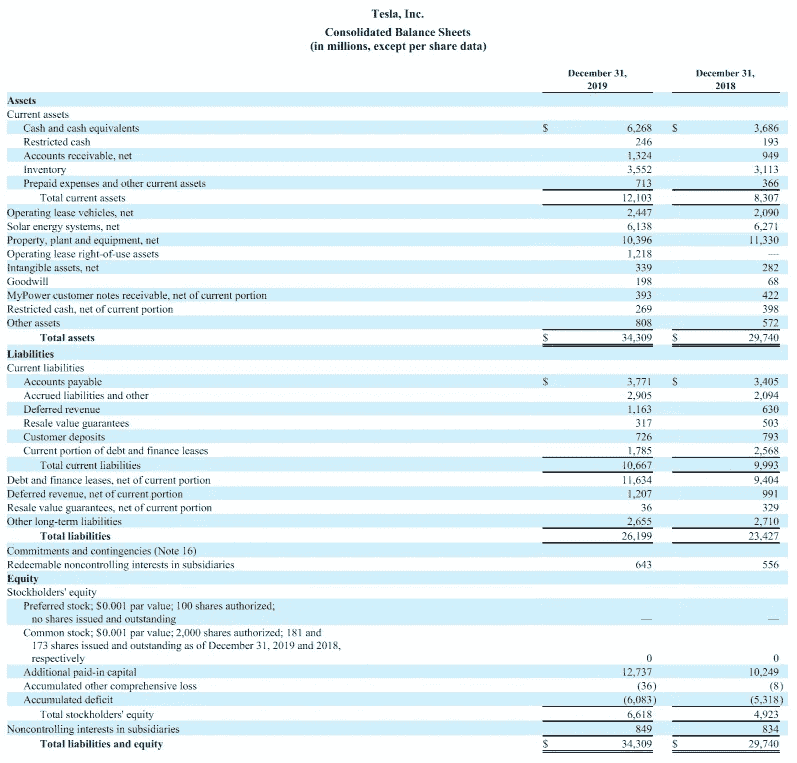 Tesla, Inc.
Consolidated Balance Sheets
(in millions, except per share data)
December 31, December 31,
2019 2018
Assets
Current assets
Cash and cash equivalents $ 6,268 $ 3,686
Restricted cash 246 193
Accounts receivable, net 1,324 949
Inventory 3,552 3,113
Prepaid expenses and other current assets 713 366
Total current assets 12,103 8,307
Operating lease vehicles, net 2,447 2,090
Solar energy systems, net 6,138 6,271
Property, plant and equipment, net 10,396 11,330
Operating lease right-of-use assets 1,218 —
Intangible assets, net 339 282
Goodwill 198 68
MyPower customer notes receivable, net of current portion 393 422
Restricted cash, net of current portion 269 398
Other assets 808 572
Total assets $ 34,309 $ 29,740
Liabilities
Current liabilities
Accounts payable $ 3,771 $ 3,405
Accrued liabilities and other 2,905 2,094
Deferred revenue 1,163 630
Resale value guarantees 317 503
Customer deposits 726 793
Current portion of debt and finance leases 1,785 2,568
Total current liabilities 10,667 9,993
Debt and finance leases, net of current portion 11,634 9,404
Deferred revenue, net of current portion 1,207 991
Resale value guarantees, net of current portion 36 329
Other long-term liabilities 2,655 2,710
Total liabilities 26,199 23,427
Commitments and contingencies (Note 16)
Redeemable noncontrolling interests in subsidiaries 643 556
Equity
Stockholders' equity
Preferred stock; $0.001 par value; 100 shares authorized;
no shares issued and outstanding — —
Common stock; $0.001 par value; 2,000 shares authorized; 181 and
173 shares issued and outstanding as of December 31, 2019 and 2018,
respectively 0 0
Additional paid-in capital 12,737 10,249
Accumulated other comprehensive loss (36) (8)
Accumulated deficit (6,083) (5,318)
Total stockholders' equity 6,618 4,923
Noncontrolling interests in subsidiaries 849 834
Total liabilities and equity $ 34,309 $ 29,740